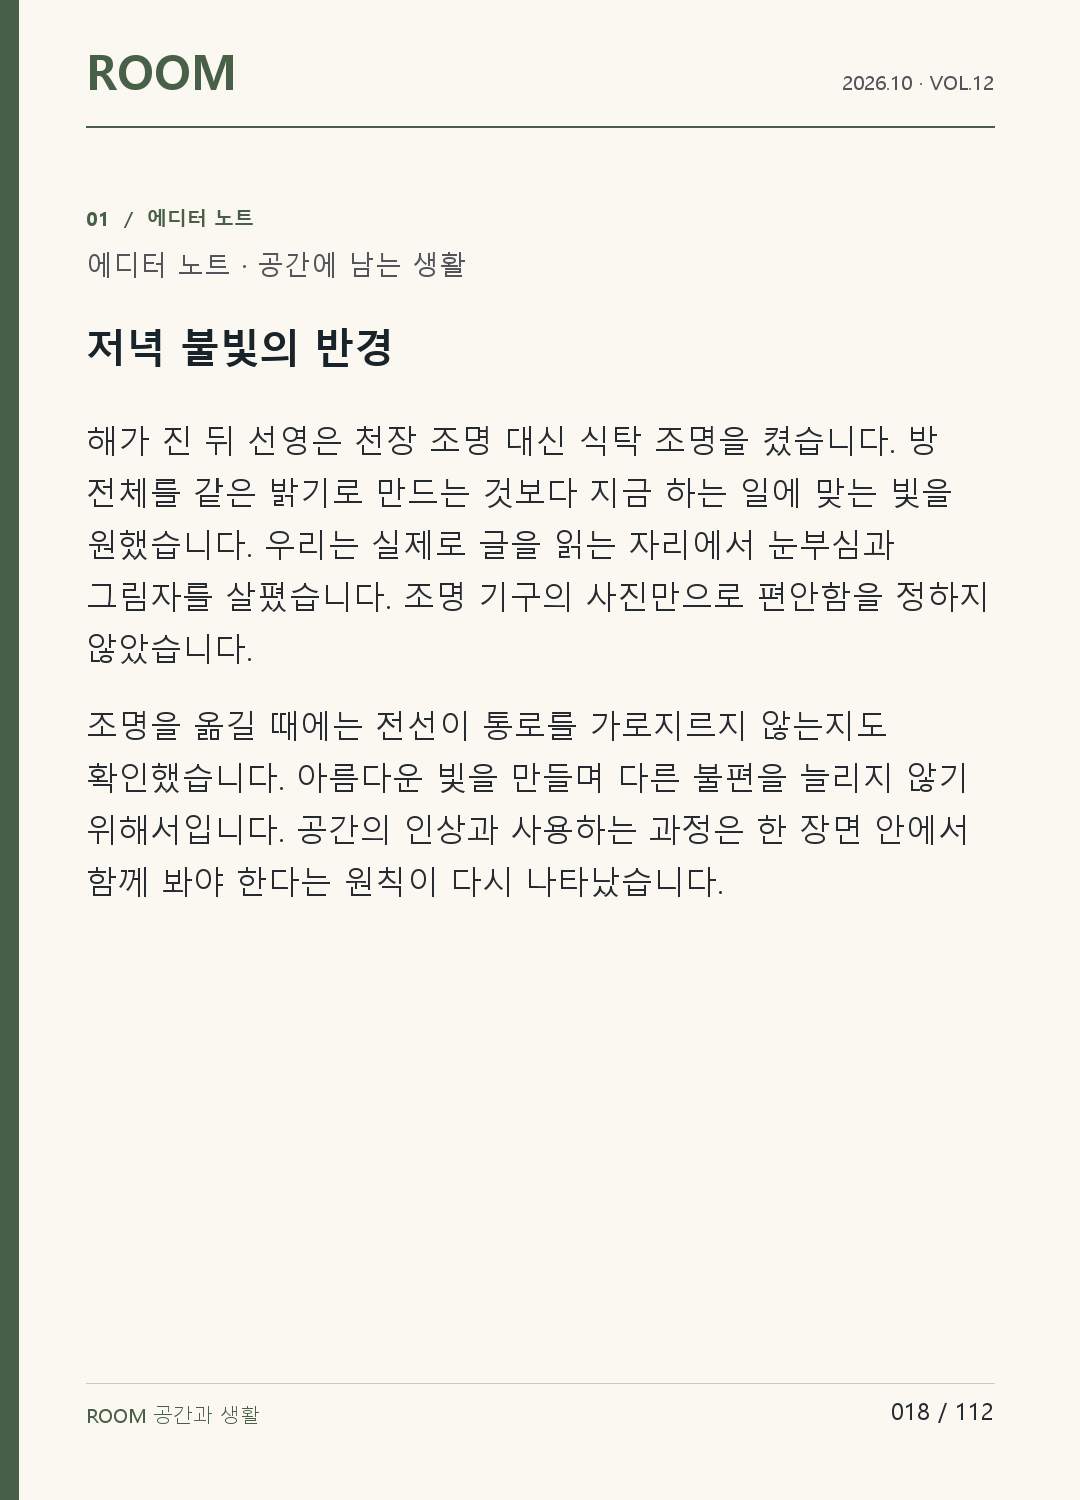 ROOM
2026.10 · VOL.12
01 / 에디터 노트
에디터 노트 · 공간에 남는 생활
저녁 불빛의 반경
해가 진 뒤 선영은 천장 조명 대신 식탁 조명을 켰습니다. 방
전체를 같은 밝기로 만드는 것보다 지금 하는 일에 맞는 빛을
원했습니다. 우리는 실제로 글을 읽는 자리에서 눈부심과
그림자를 살폈습니다. 조명 기구의 사진만으로 편안함을 정하지
않았습니다.
조명을 옮길 때에는 전선이 통로를 가로지르지 않는지도
확인했습니다. 아름다운 빛을 만들며 다른 불편을 늘리지 않기
위해서입니다. 공간의 인상과 사용하는 과정은 한 장면 안에서
함께 봐야 한다는 원칙이 다시 나타났습니다.
ROOM 공간과 생활
018 / 112